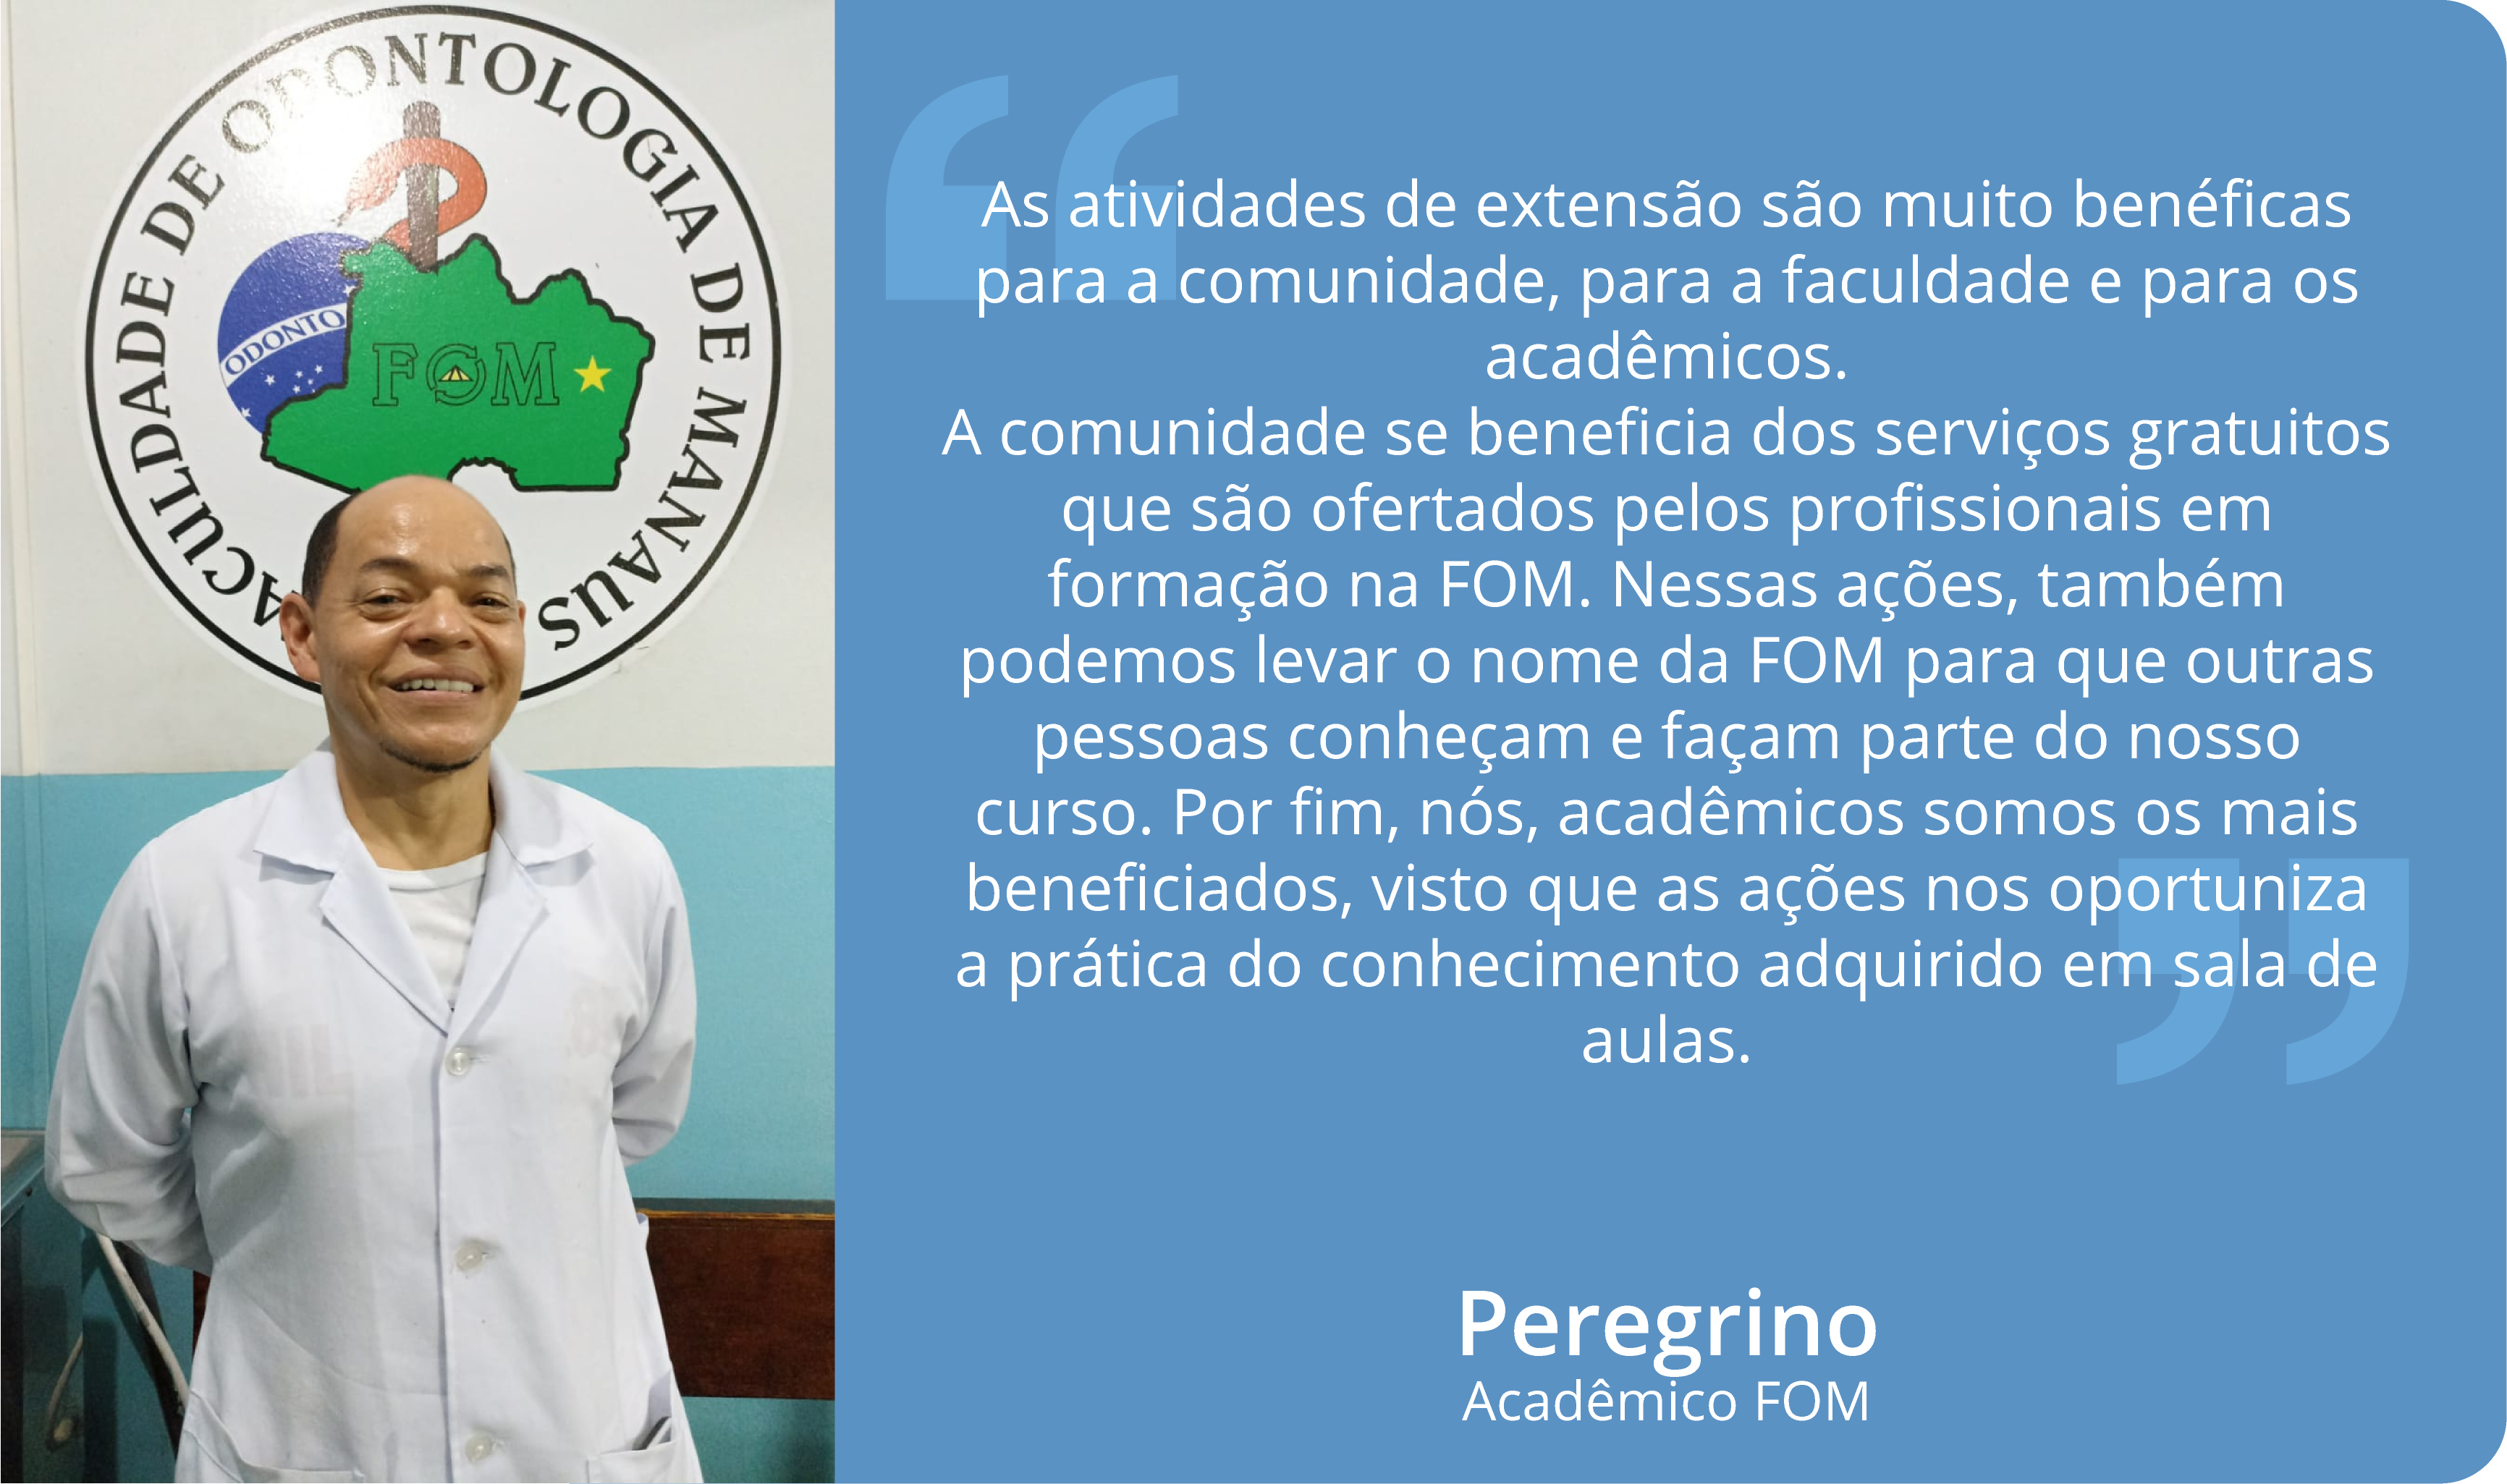 FACULDADE DE ODONTOLOGIA DE MANAUS
ODONTO
FOM
As atividades de extensão são muito benéficas
para a comunidade, para a faculdade e para os
acadêmicos.
A comunidade se beneficia dos serviços gratuitos
que são ofertados pelos profissionais em
formação na FOM. Nessas ações, também
podemos levar o nome da FOM para que outras
pessoas conheçam e façam parte do nosso
curso. Por fim, nós, acadêmicos somos os mais
beneficiados, visto que as ações nos oportuniza
a prática do conhecimento adquirido em sala de
aulas.
Peregrino
Acadêmico FOM